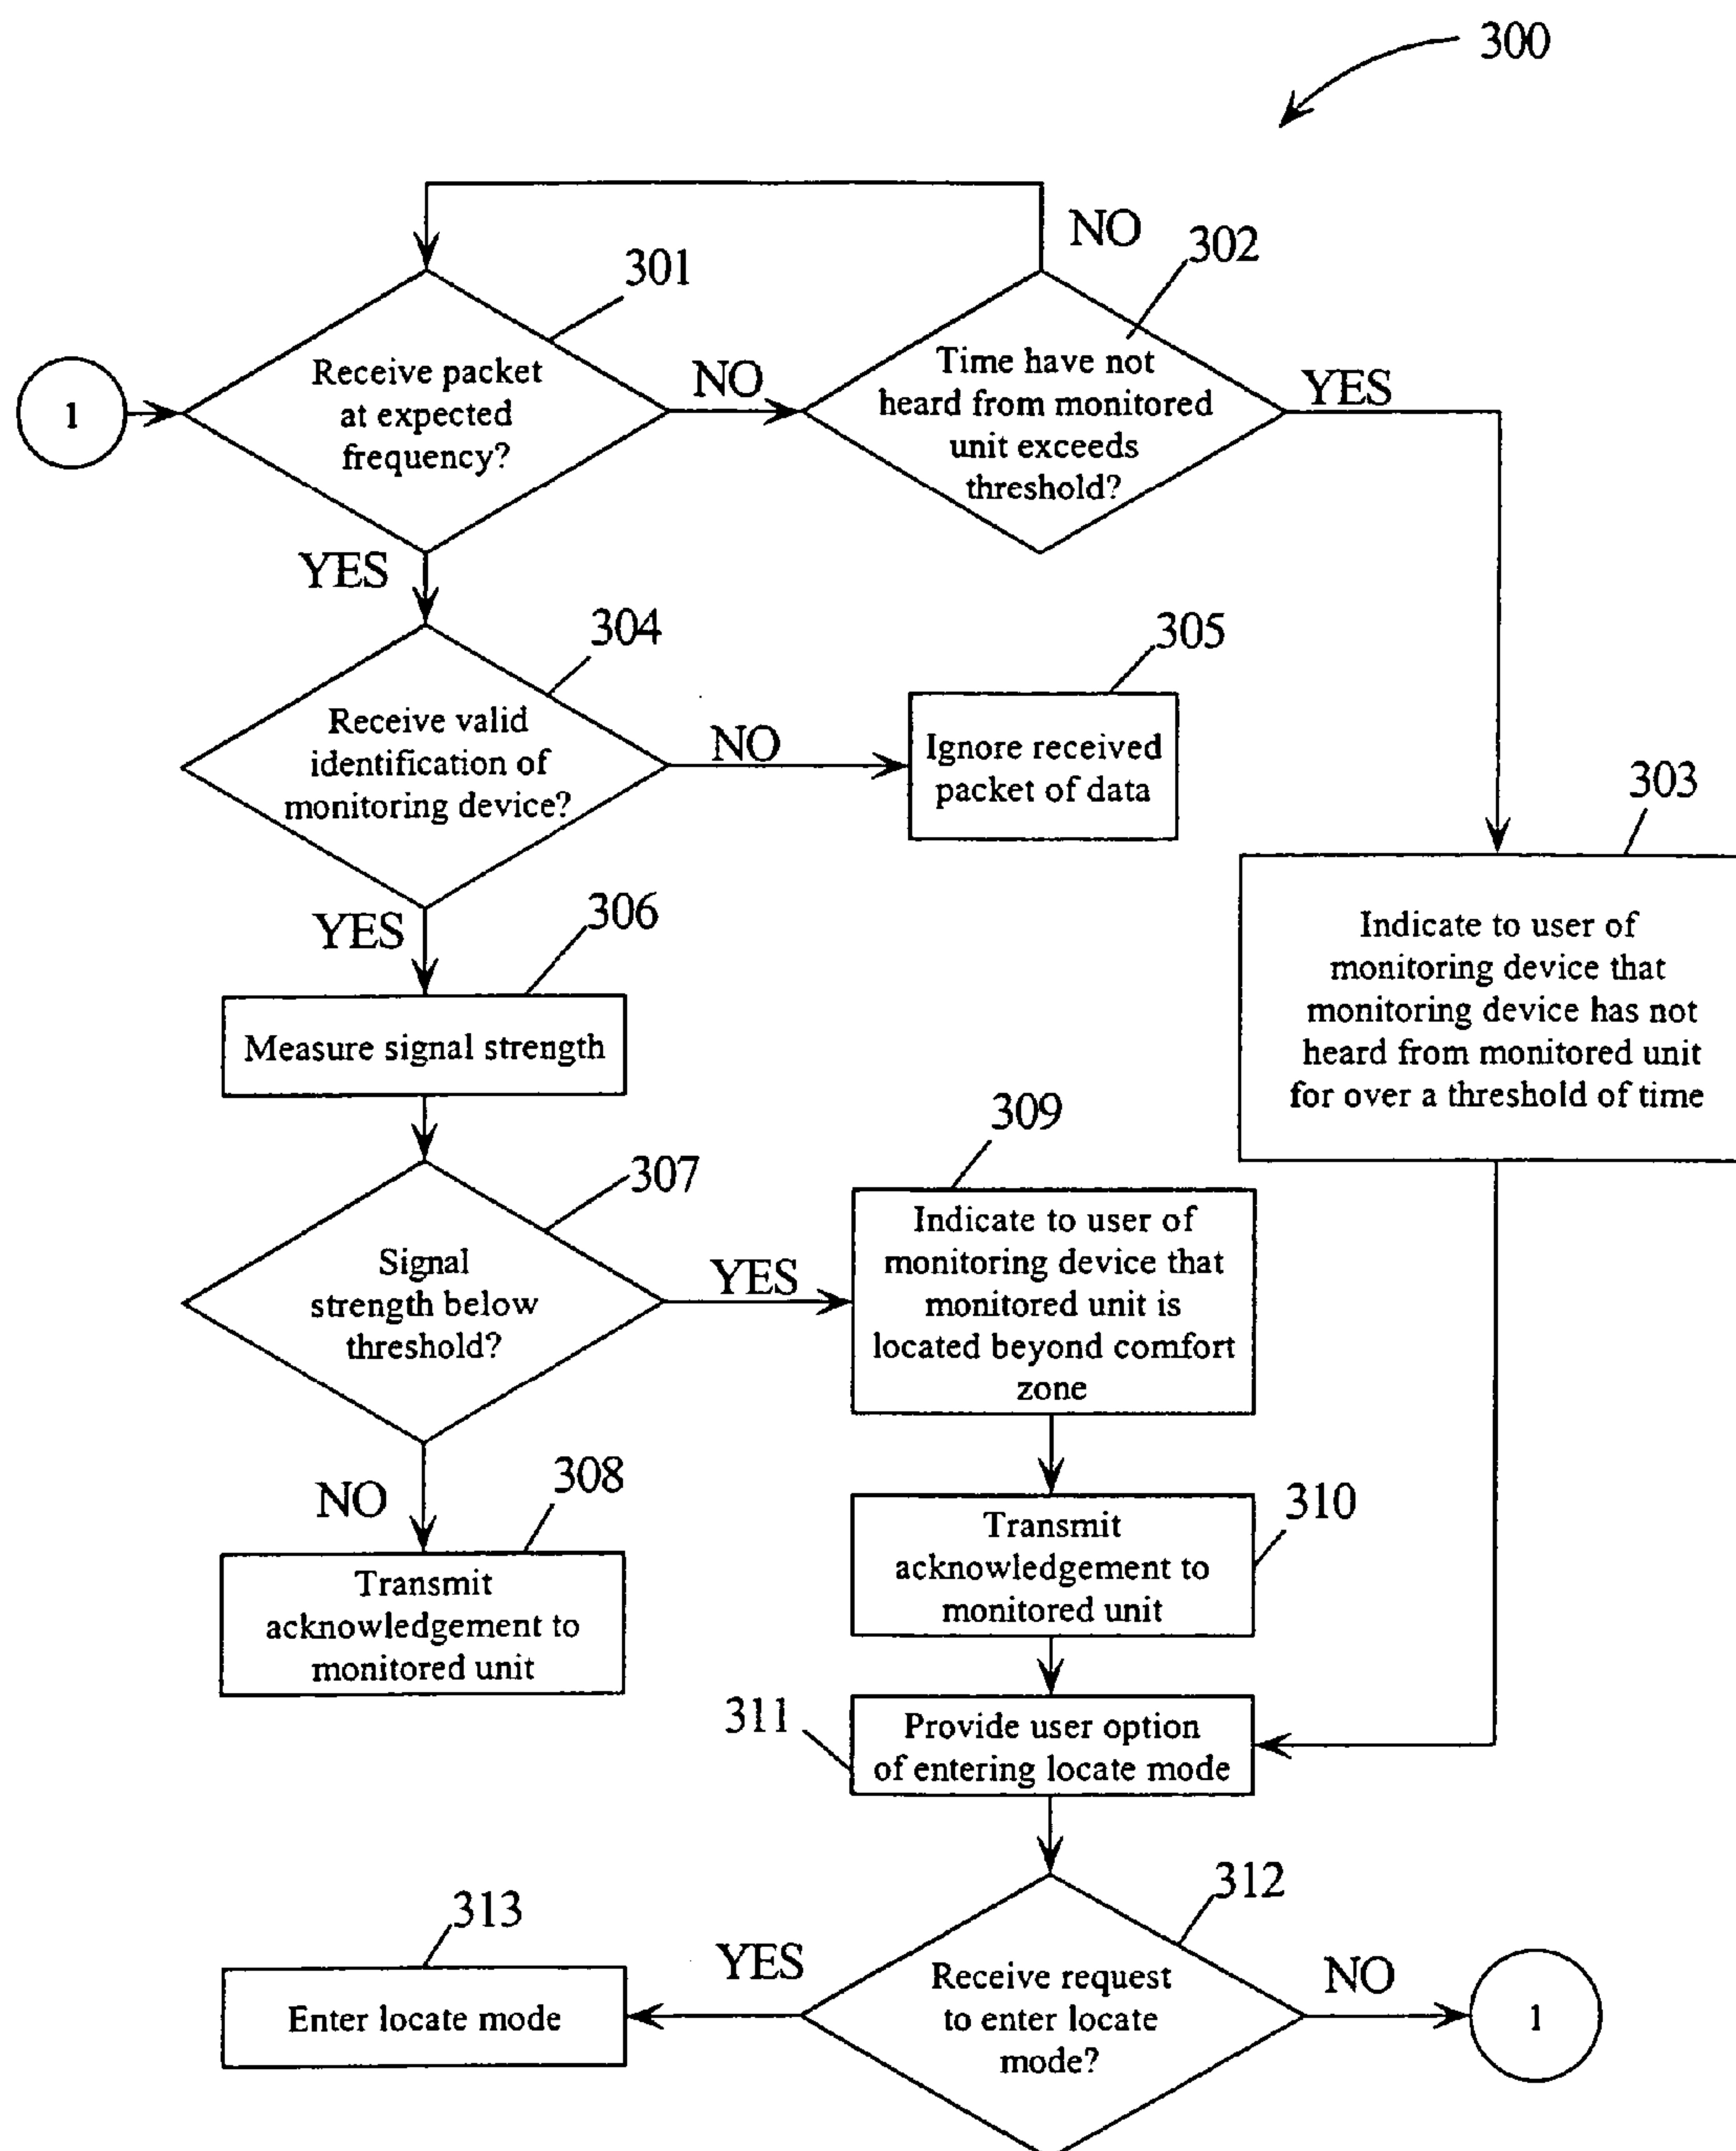 300
NO
302
301
1
Receive packet
at expected
frequency?
NO
Time have not
heard from monitored
unit exceeds
threshold?
YES
YES
304
305
Receive valid
identification of
monitoring device?
NO
Ignore received
packet of data
303
YES
306
Indicate to user of
monitoring device that
monitoring device has not
heard from monitored unit
for over a threshold of time
Measure signal strength
309
307
Signal
strength below
threshold?
YES
Indicate to user of
monitoring device that
monitored unit is
located beyond comfort
zone
NO
308
310
Transmit
acknowledgement to
monitored unit
Transmit
acknowledgement to
monitored unit
311
Provide user option
of entering locate mode
312
313
YES
Enter locate mode
Receive request
to enter locate
mode?
NO
1